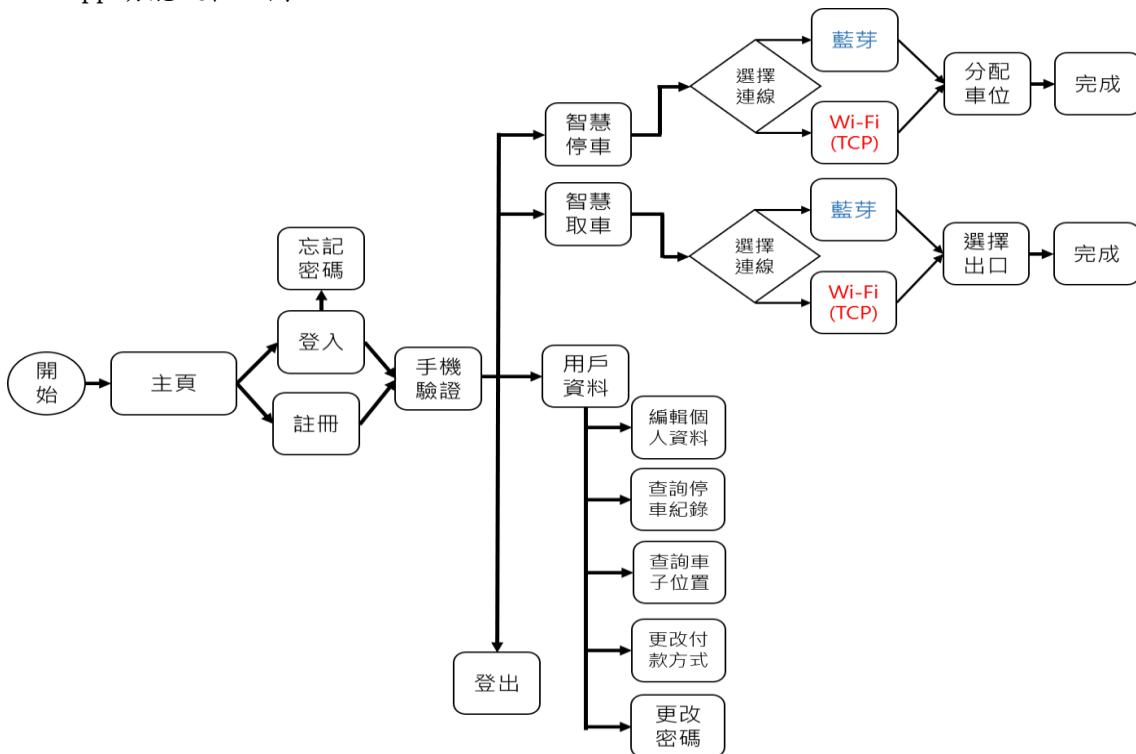 藍芽
選擇
連線
分配
車位
完成
Wi-Fi
(TCP)
智慧
停車
智慧
取車
藍芽
選擇
連線
選擇
出口
完成
Wi-Fi
(TCP)
忘記
密碼
開
始
主頁
登入
註冊
手機
驗證
用戶
資料
編輯個
人資料
查詢停
車紀錄
查詢車
子位置
更改付
款方式
更改
密碼
登出